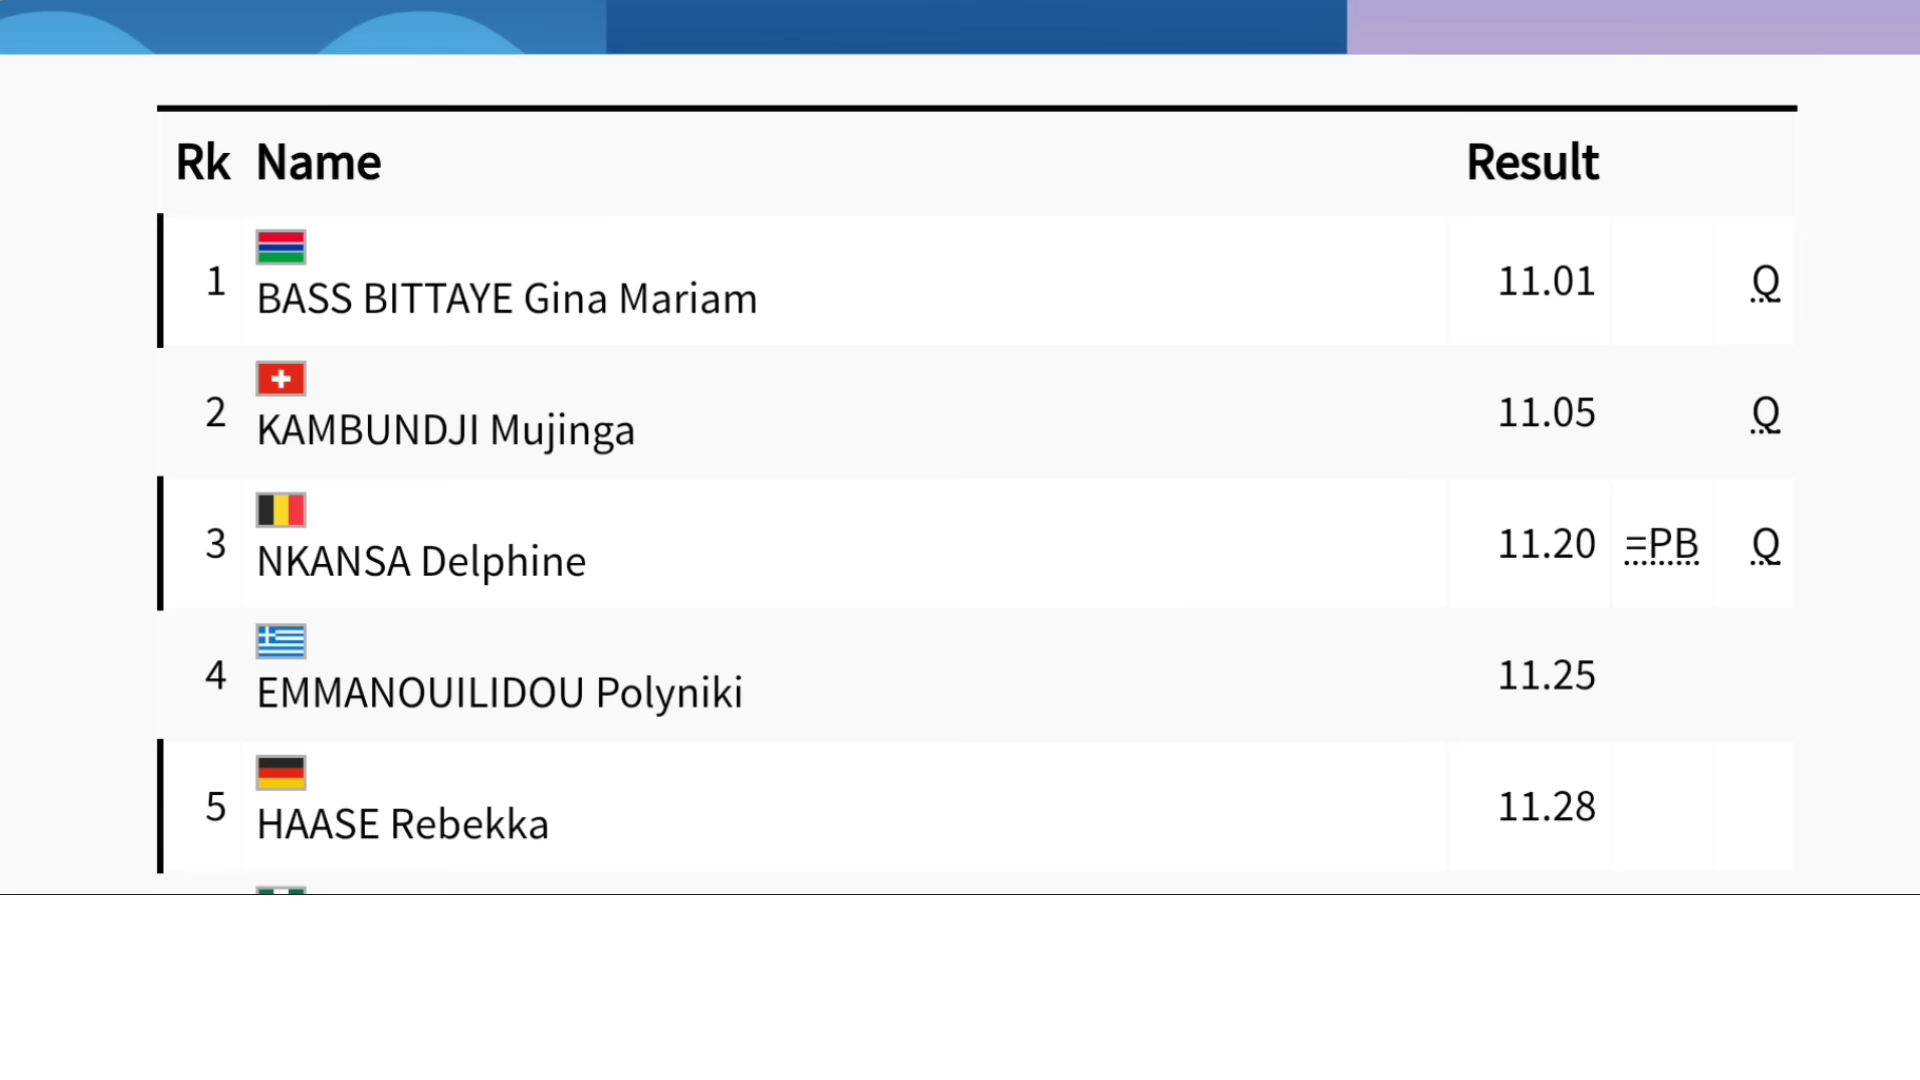 Rk Name Result
1 BASS BITTAYE Gina Mariam 11.01 Q
2 KAMBUNDJI Mujinga 11.05 Q
3 NKANSA Delphine 11.20 =PB Q
4 EMMANOUILIDOU Polyniki 11.25
5 HAASE Rebekka 11.28